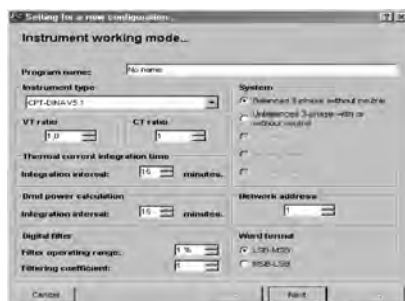 Setting for a new configuration...
Instrument working mode...
Program name: No name
Instrument type
CPT-DINAV5.1
VT ratio
1,0
CT ratio
1
Thermal current integration time
Integration interval: 15 minutes.
Dmd power calculation
Integration interval: 15 minutes.
Digital filter
Filter operating range: 1 %
Filtering coefficient: 1
System
Balanced 3-phase without neutral
Unbalanced 3-phase with or without neutral
Network address
1
Word format
LSB-MSB
MSB-LSB
Cancel
Next